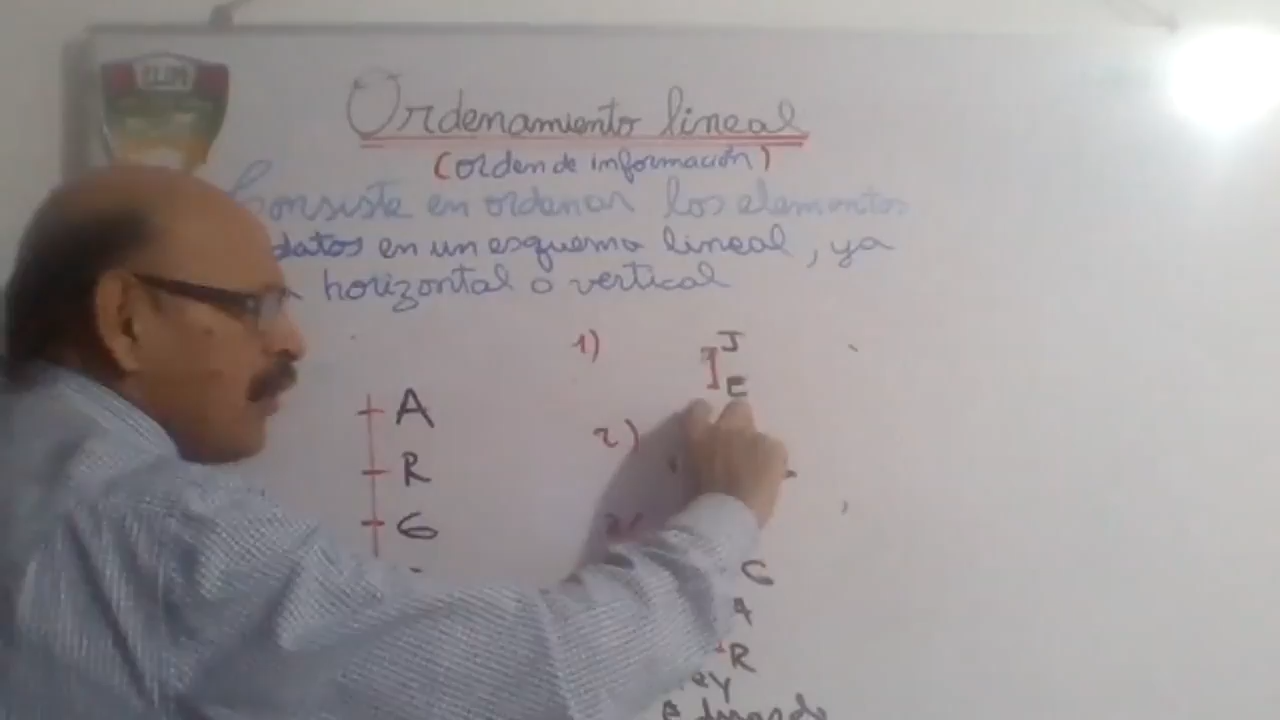 Ordenamiento lineal
(Orden de información)
Consiste en ordenar los elementos
datos en un esquema lineal, ya
horizontal o vertical
1)
J
E
A
2)
R
G
G
A
R
Eduardo